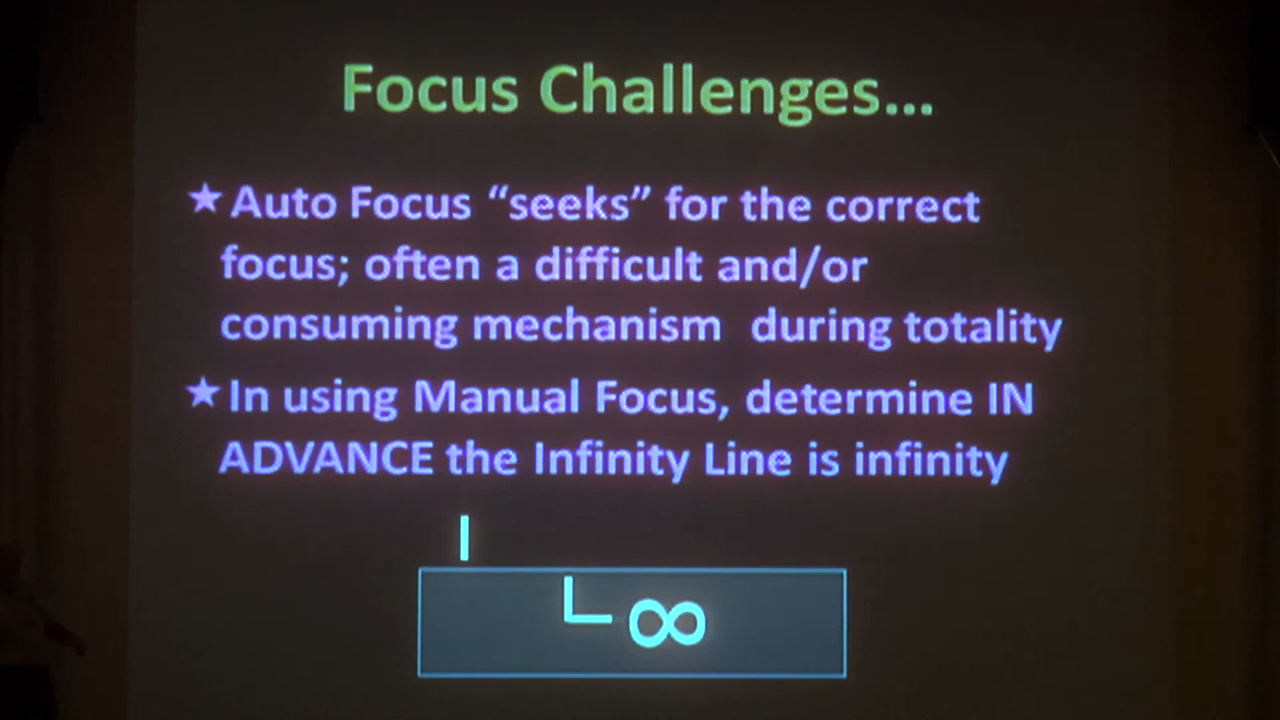 Focus Challenges...
★Auto Focus “seeks” for the correct
focus; often a difficult and/or
consuming mechanism during totality
★In using Manual Focus, determine IN
ADVANCE the Infinity Line is infinity
∞